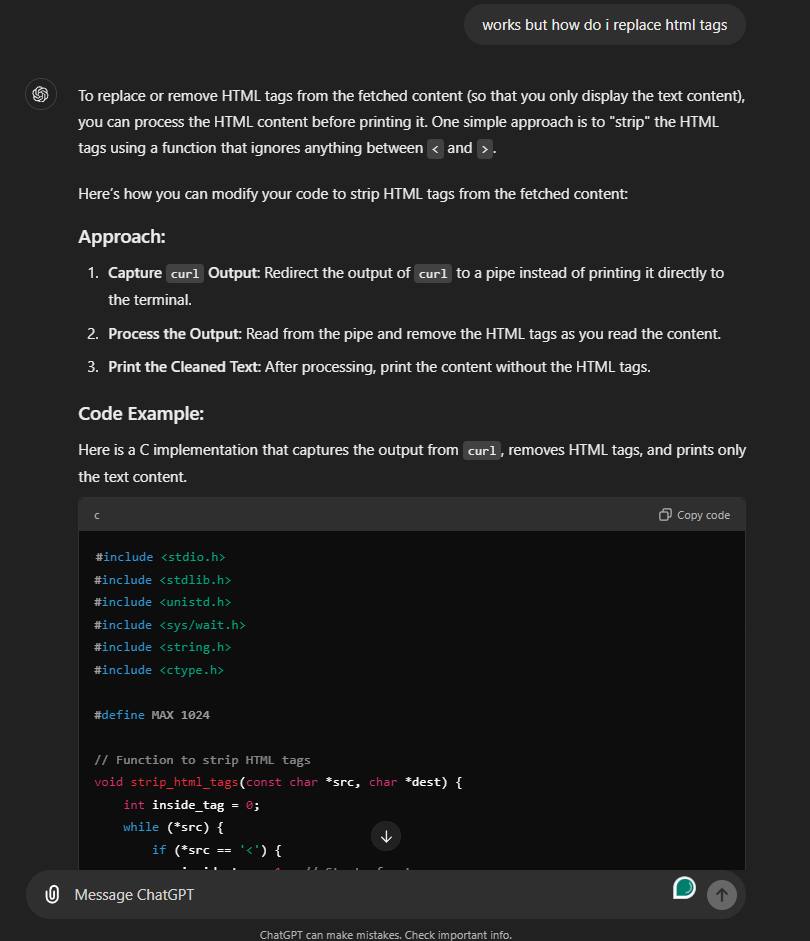 works but how do i replace html tags
To replace or remove HTML tags from the fetched content (so that you only display the text content),
you can process the HTML content before printing it. One simple approach is to "strip" the HTML
tags using a function that ignores anything between < and >.
Here's how you can modify your code to strip HTML tags from the fetched content:
Approach:
1. Capture curl Output: Redirect the output of curl to a pipe instead of printing it directly to
the terminal.
2. Process the Output: Read from the pipe and remove the HTML tags as you read the content.
3. Print the Cleaned Text: After processing, print the content without the HTML tags.
Code Example:
Here is a C implementation that captures the output from curl, removes HTML tags, and prints only
the text content.
c Copy code
#include <stdio.h>
#include <stdlib.h>
#include <unistd.h>
#include <sys/wait.h>
#include <string.h>
#include <ctype.h>
#define MAX 1024
// Function to strip HTML tags
void strip_html_tags(const char *src, char *dest) {
int inside_tag = 0;
while (*src) {
if (*src == '<') {
Message ChatGPT
ChatGPT can make mistakes. Check important info.